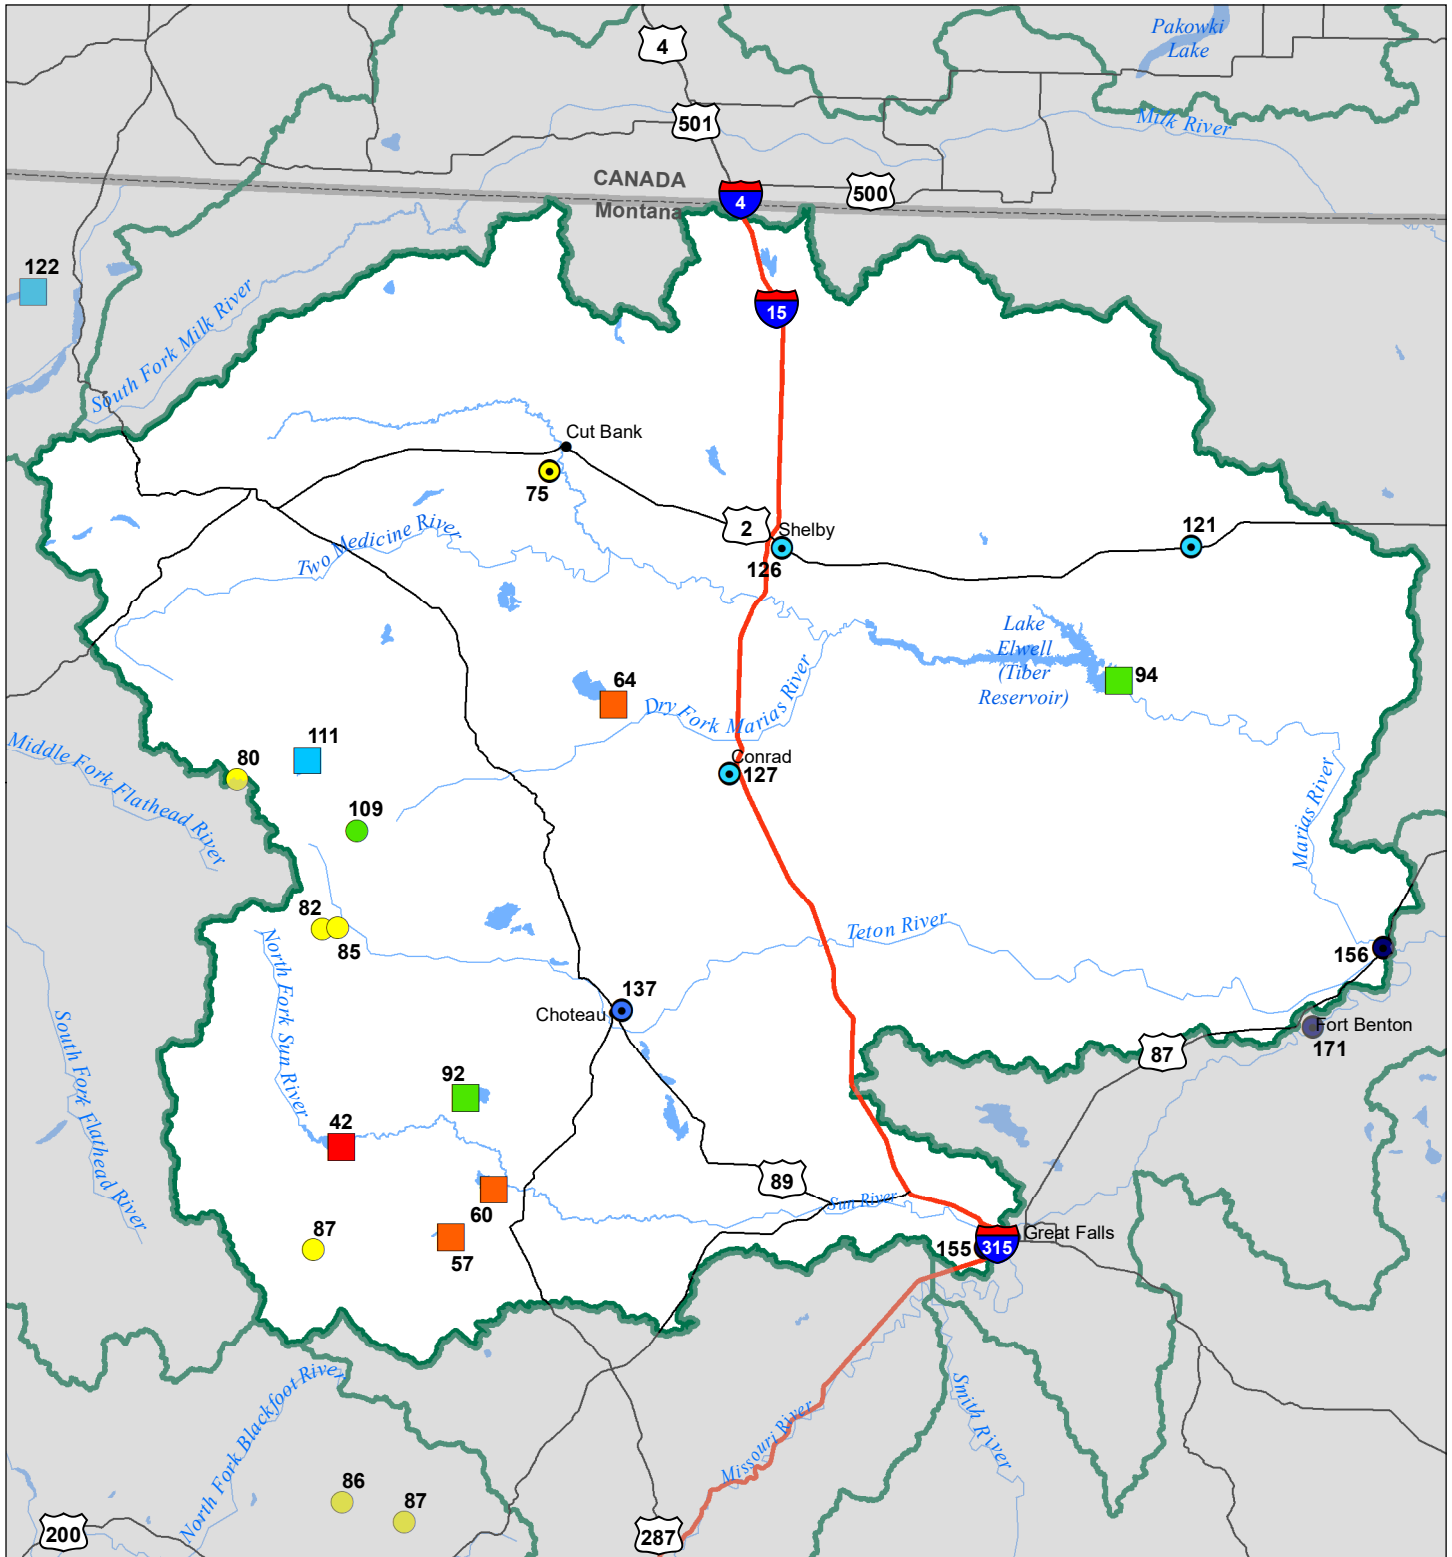 Pakowki
Lake
4
501
Milk River
CANADA
500
4
Montana
122
15
South Fork Milk River
Cut Bank
75
2
Shelby
121
126
Two Medicine River
Lake
Elwell
(Tiber
Reservoir)
94
64
Dry Fork Marias River
Middle Fork Flathead River
80
111
Conrad
127
109
Marias River
82
85
North Fork Sun River
Teton River
156
137
Choteau
Fort Benton
171
87
South Fork Flathead River
92
42
89
60
Sun River
87
57
155
315
Great Falls
North Fork Blackfoot River
Smith River
Missouri River
86
87
200
287